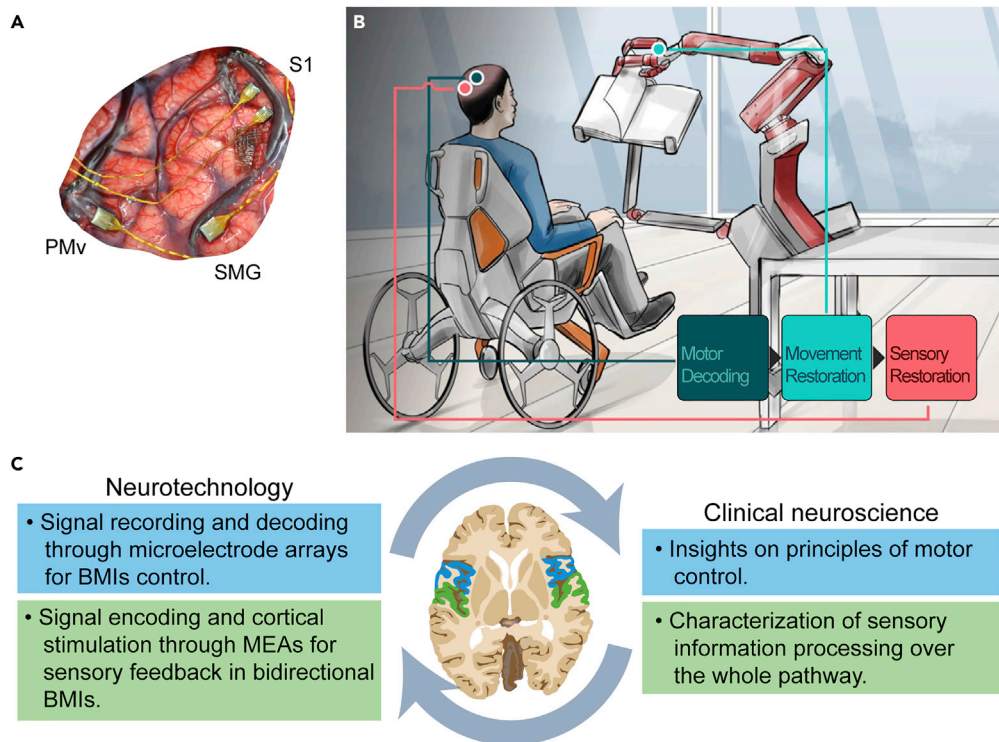 A
S1
PMv
SMG
B
Motor
Decoding
Movement
Restoration
Sensory
Restoration
C
Neurotechnology
• Signal recording and decoding
through microelectrode arrays
for BMIs control.
• Signal encoding and cortical
stimulation through MEAs for
sensory feedback in bidirectional
BMIs.
Clinical neuroscience
• Insights on principles of motor
control.
• Characterization of sensory
information processing over
the whole pathway.